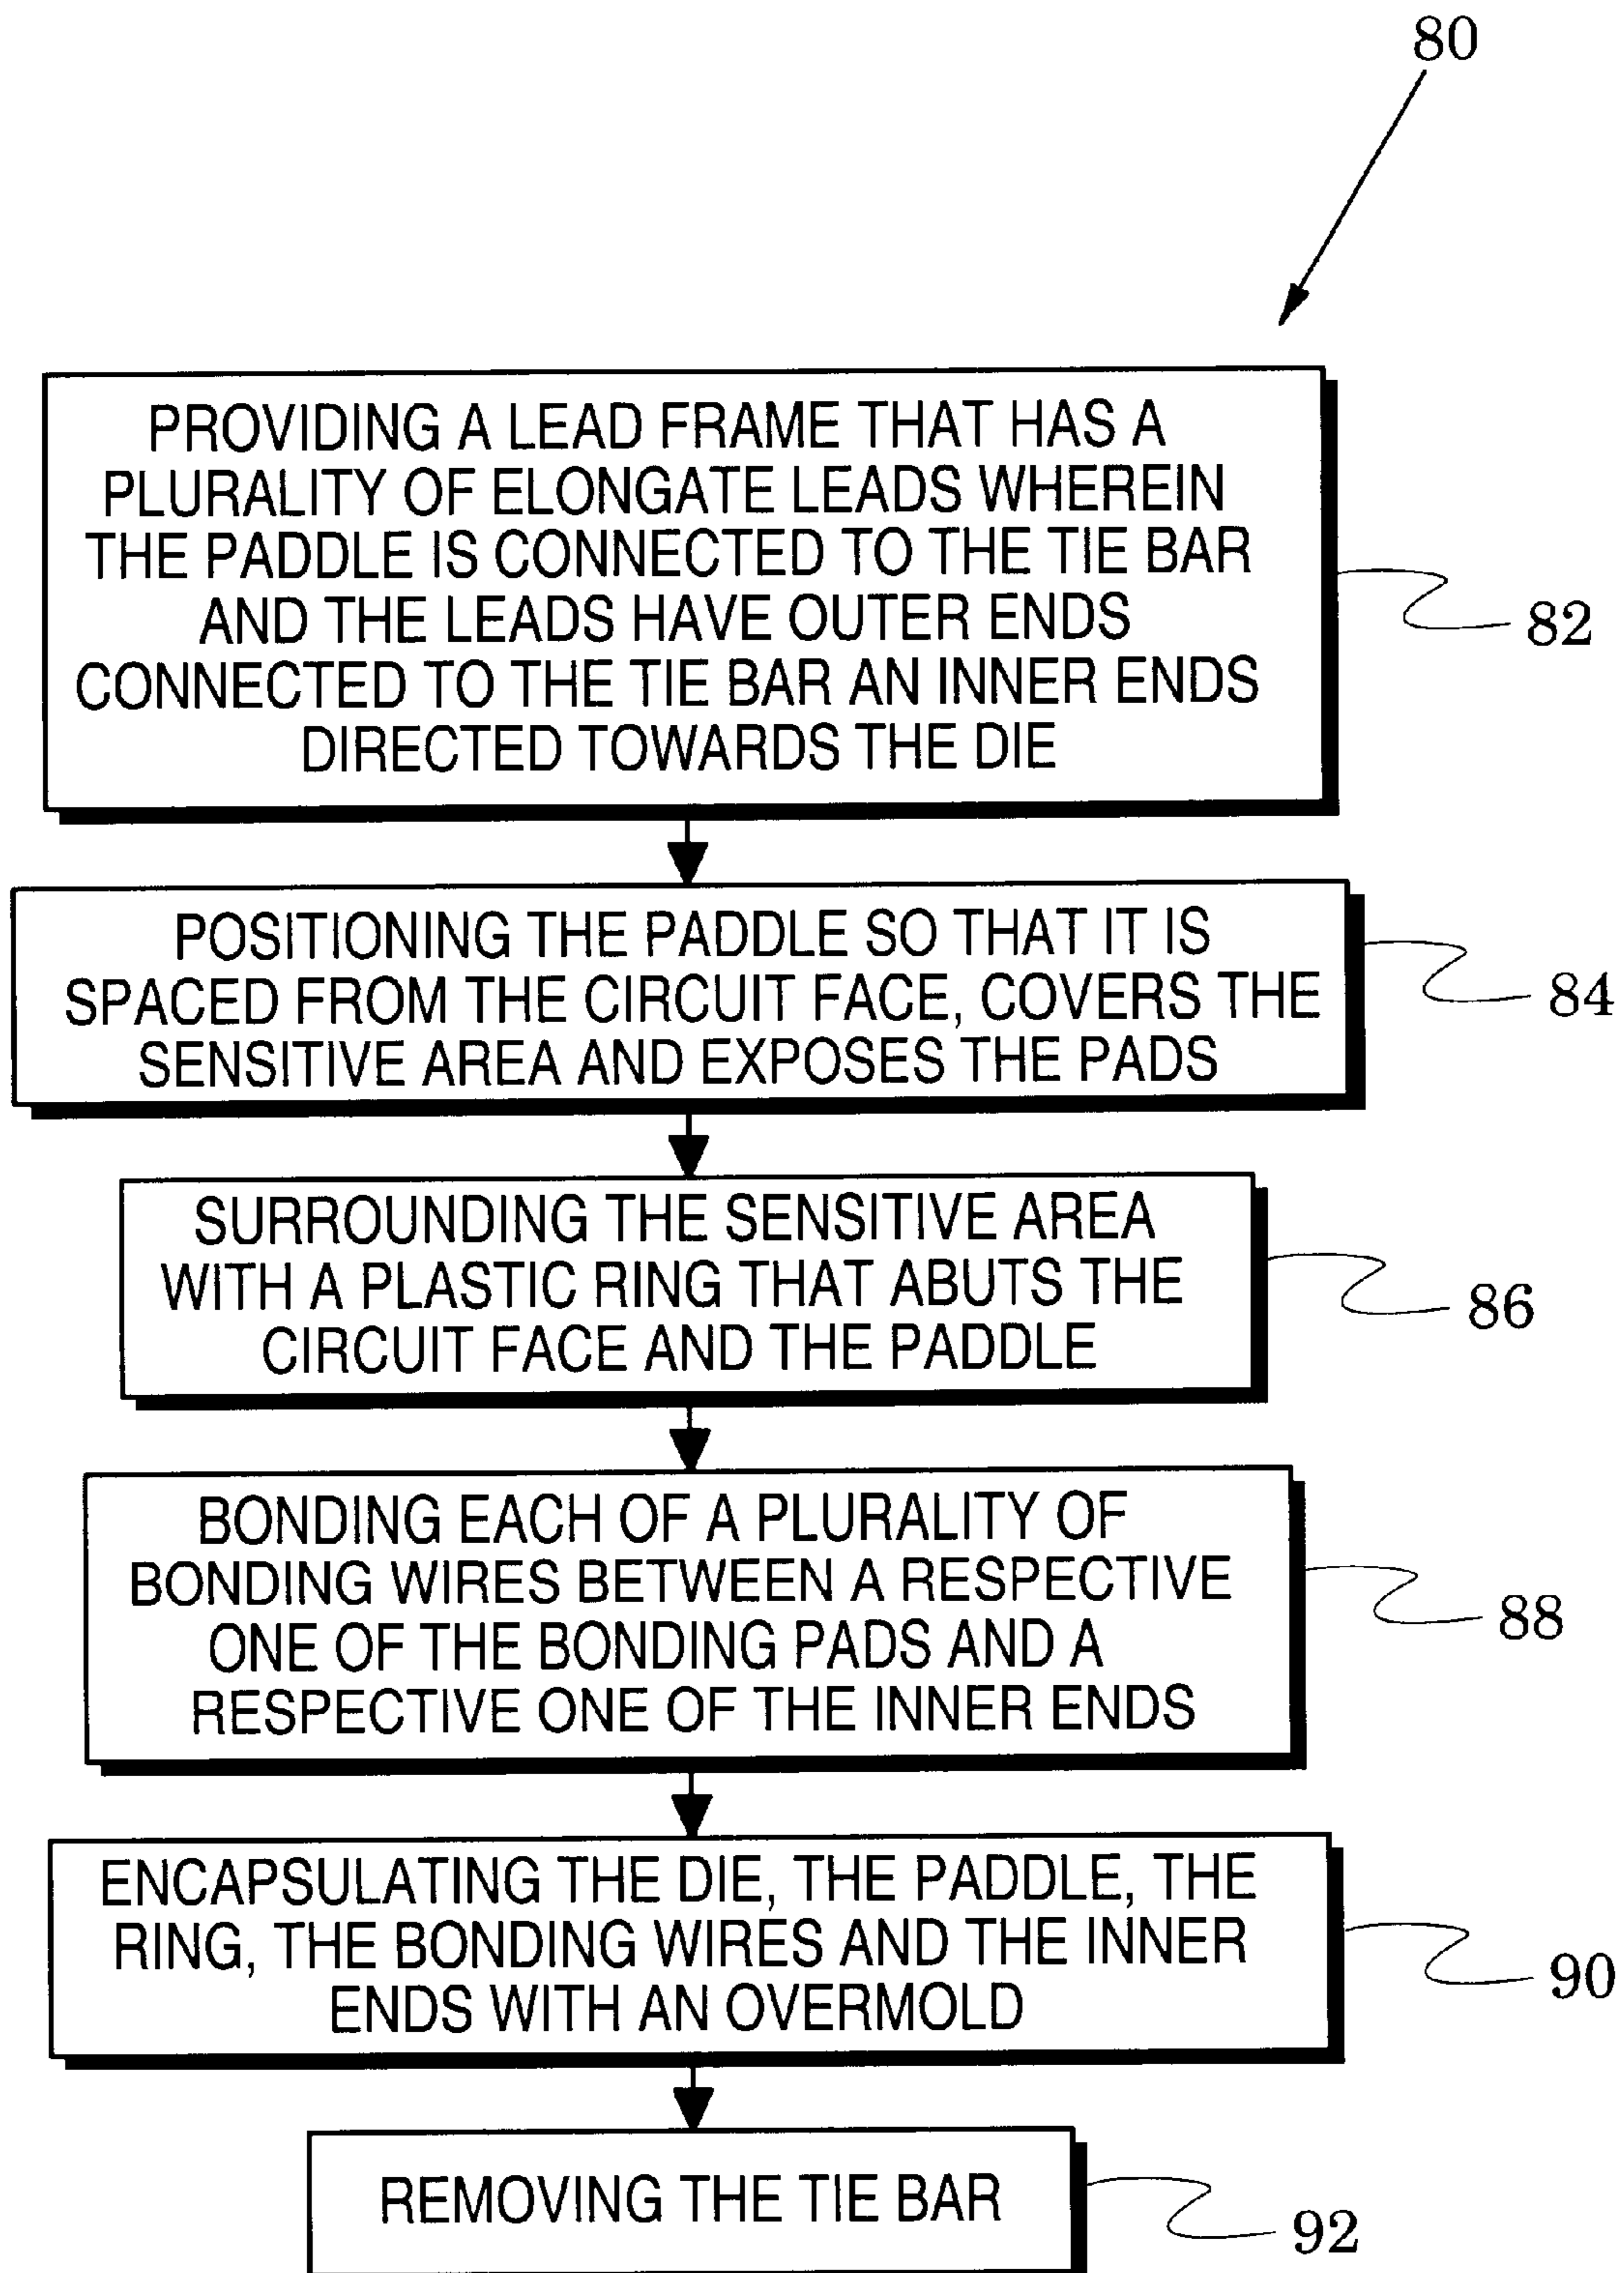 80
PROVIDING A LEAD FRAME THAT HAS A
PLURALITY OF ELONGATE LEADS WHEREIN
THE PADDLE IS CONNECTED TO THE TIE BAR
AND THE LEADS HAVE OUTER ENDS
CONNECTED TO THE TIE BAR AN INNER ENDS
DIRECTED TOWARDS THE DIE
82
POSITIONING THE PADDLE SO THAT IT IS
SPACED FROM THE CIRCUIT FACE, COVERS THE
SENSITIVE AREA AND EXPOSES THE PADS
84
SURROUNDING THE SENSITIVE AREA
WITH A PLASTIC RING THAT ABUTS THE
CIRCUIT FACE AND THE PADDLE
86
BONDING EACH OF A PLURALITY OF
BONDING WIRES BETWEEN A RESPECTIVE
ONE OF THE BONDING PADS AND A
RESPECTIVE ONE OF THE INNER ENDS
88
ENCAPSULATING THE DIE, THE PADDLE, THE
RING, THE BONDING WIRES AND THE INNER
ENDS WITH AN OVERMOLD
90
REMOVING THE TIE BAR
92